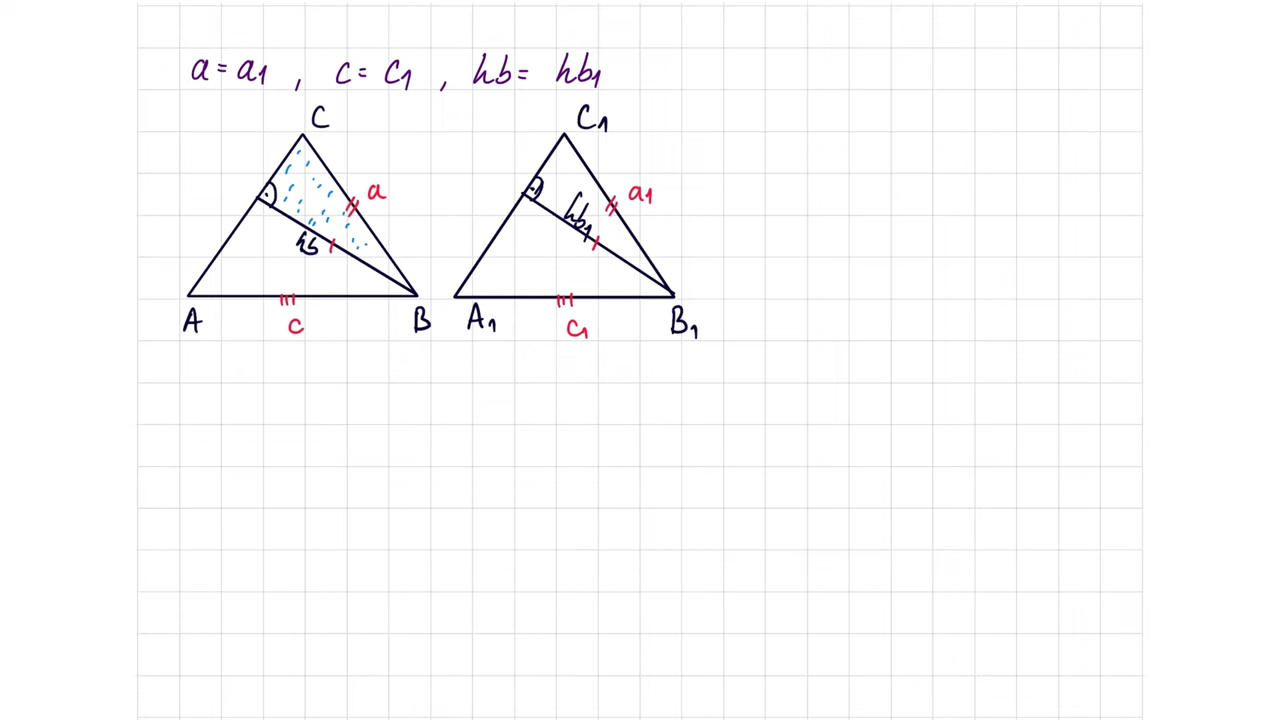 a = a1 , c = c1 , hb = hb1
C C1
a a1
hb hb1
A B A1 B1
c c1